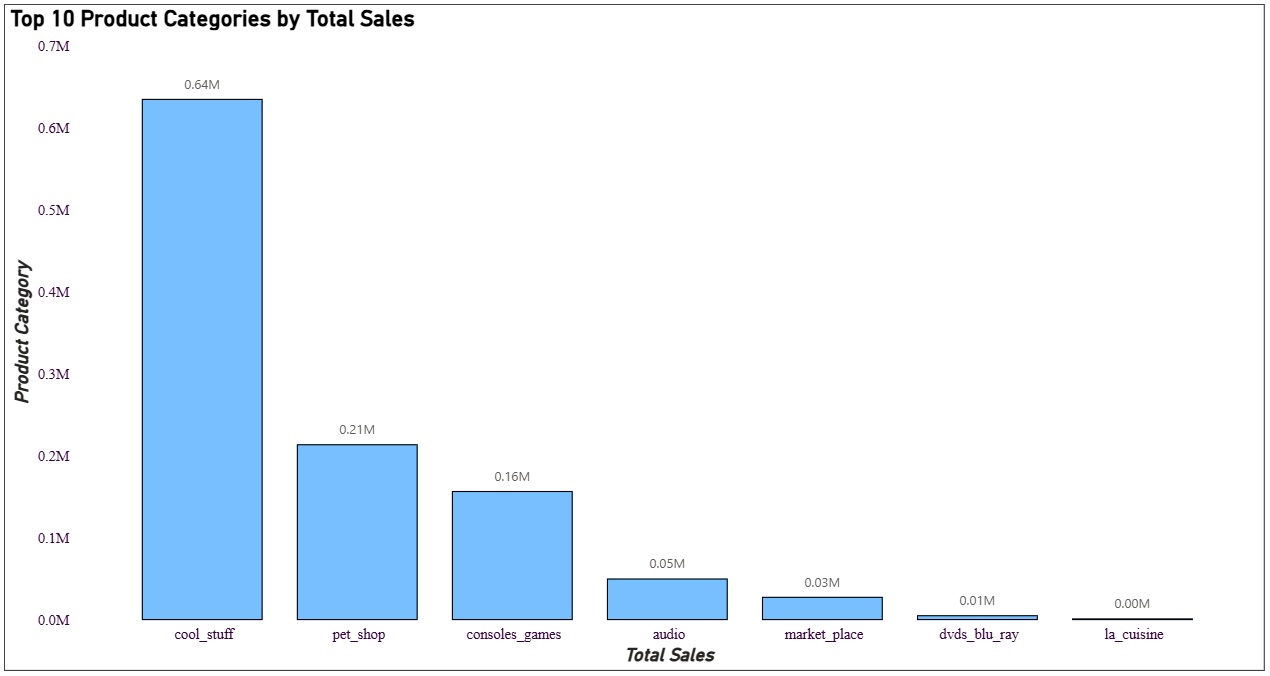 Top 10 Product Categories by Total Sales
0.7M
0.6M
0.5M
0.4M
0.3M
0.2M
0.1M
0.0M
Product Category
0.64M
0.21M
0.16M
0.05M
0.03M
0.01M
0.00M
cool_stuff
pet_shop
consoles_games
audio
market_place
dvds_blu_ray
la_cuisine
Total Sales